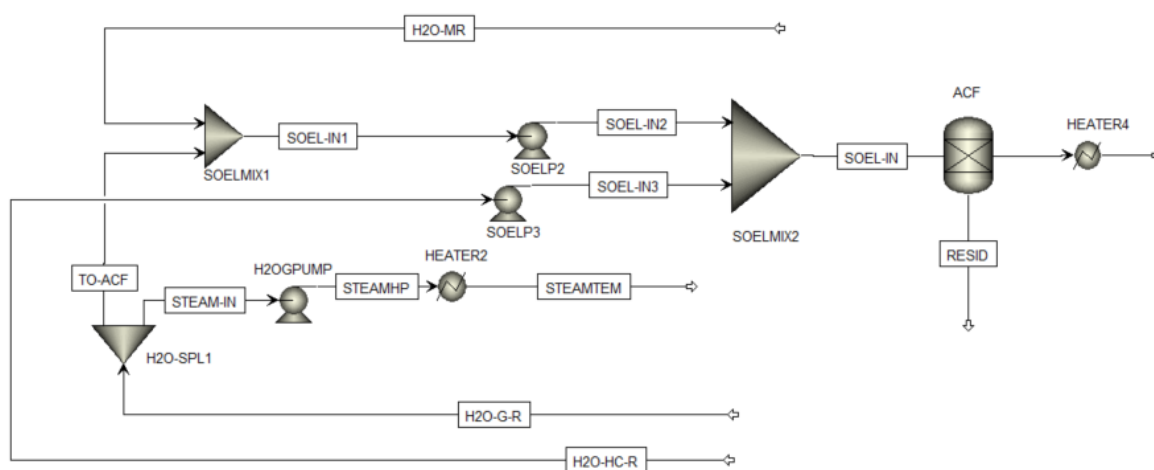 H2O-MR
ACF
HEATER4
SOEL-IN1
SOEL-IN2
SOEL-IN
SOELMIX1
SOELP2
SOEL-IN3
SOELP3
SOELMIX2
HEATER2
RESID
TO-ACF
H2OGPUMP
STEAMHP
STEAMTEM
STEAM-IN
H2O-SPL1
H2O-G-R
H2O-HC-R